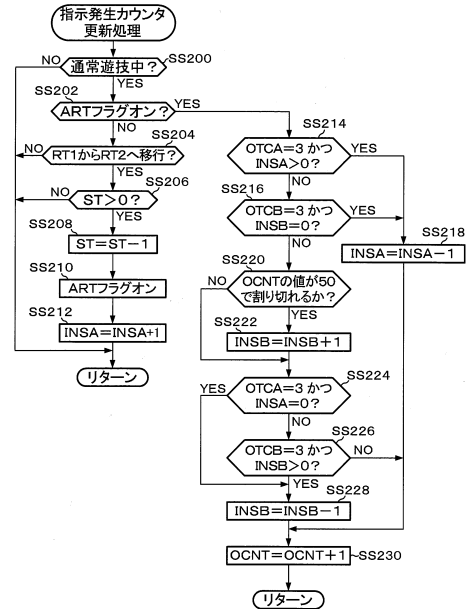 指示発生カウンタ
更新処理
SS200
通常遊技中？
NO
YES
SS202
ARTフラグオン？
YES
NO
SS204
RT1からRT2へ移行？
NO
YES
SS206
ST＞0？
NO
YES
SS208
ST＝ST－1
SS210
ARTフラグオン
SS212
INSA＝INSA+1
リターン
SS214
OTCA＝3 かつ
INSA＞0？
YES
NO
SS216
OTCB＝3 かつ
INSB＝0？
YES
NO
SS218
INSA＝INSA－1
SS220
OCNTの値が50
で割り切れるか？
NO
YES
SS222
INSB＝INSB＋1
SS224
OTCA＝3 かつ
INSA＝0？
YES
NO
SS226
OTCB＝3 かつ
INSB＞0？
NO
YES
SS228
INSB＝INSB－1
OCNT＝OCNT＋1
SS230
リターン